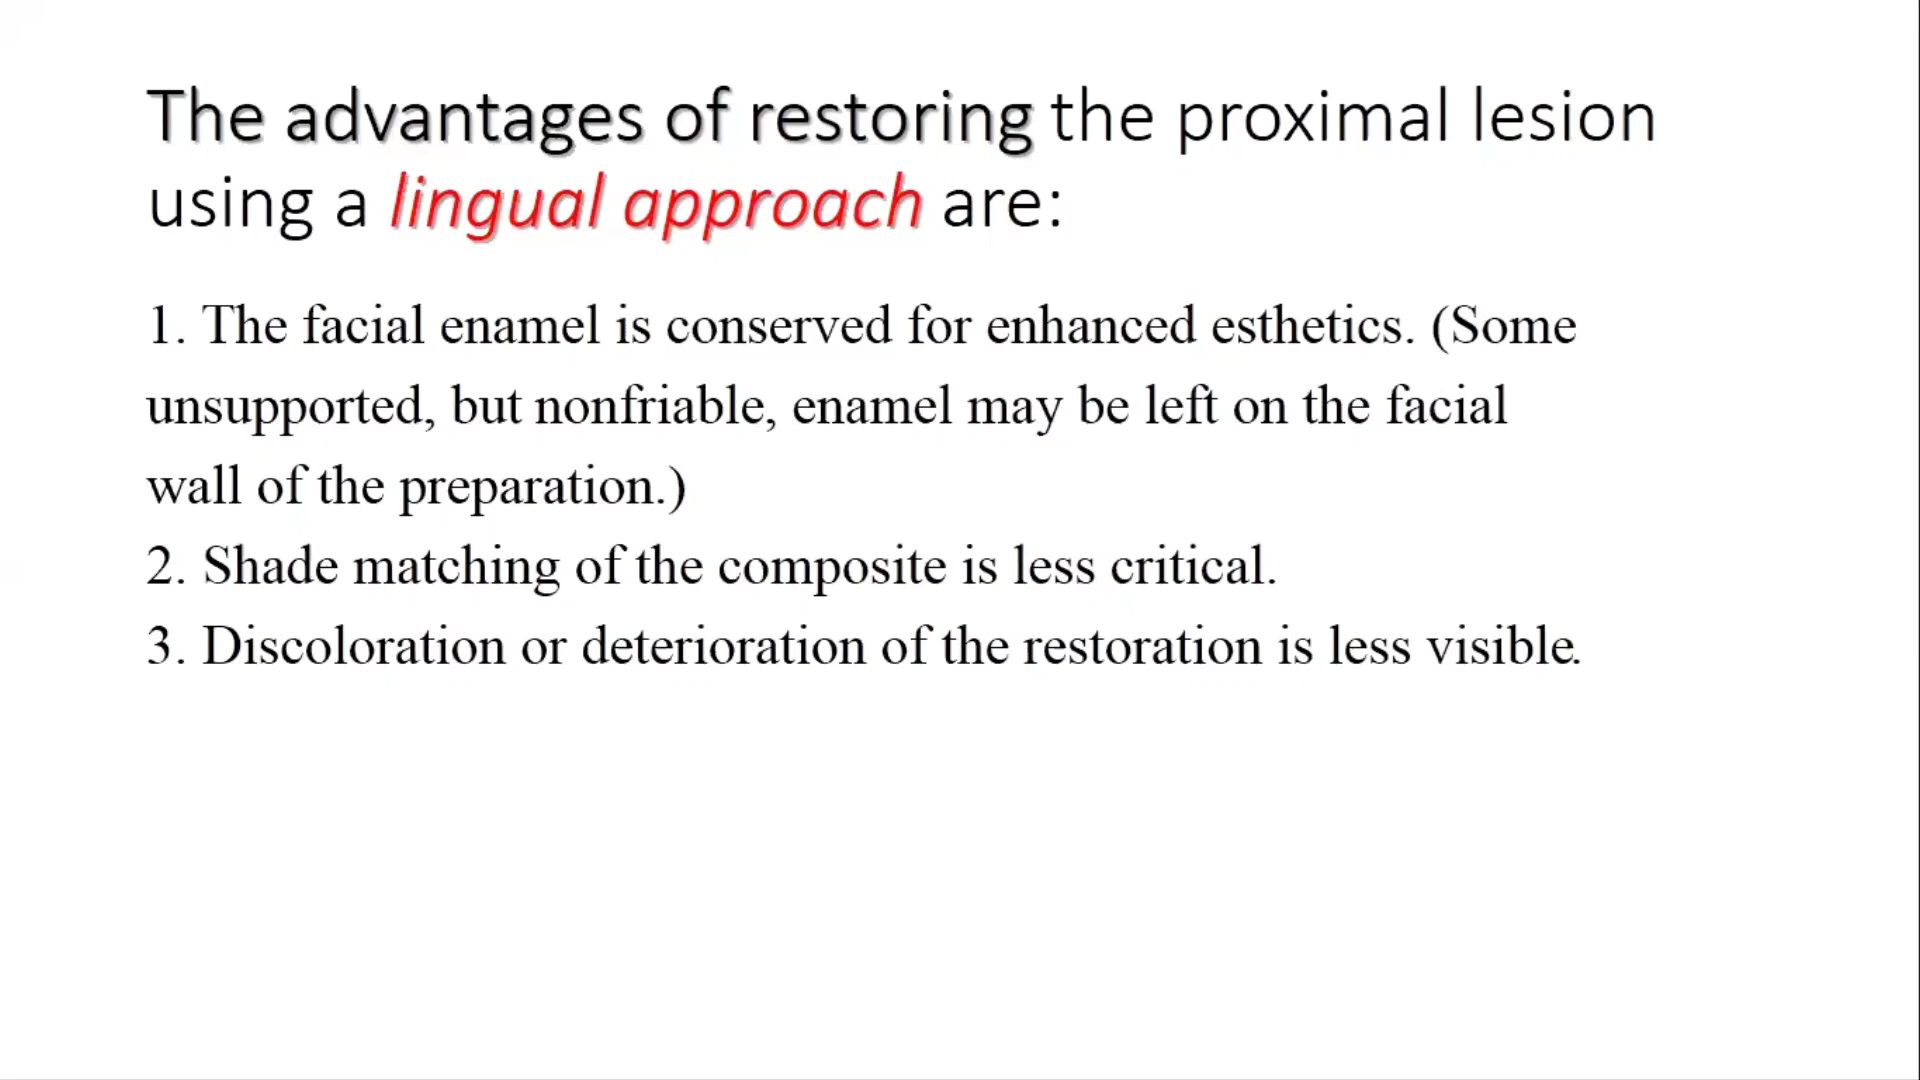 The advantages of restoring the proximal lesion
using a lingual approach are:
1. The facial enamel is conserved for enhanced esthetics. (Some
unsupported, but nonfriable, enamel may be left on the facial
wall of the preparation.)
2. Shade matching of the composite is less critical.
3. Discoloration or deterioration of the restoration is less visible.